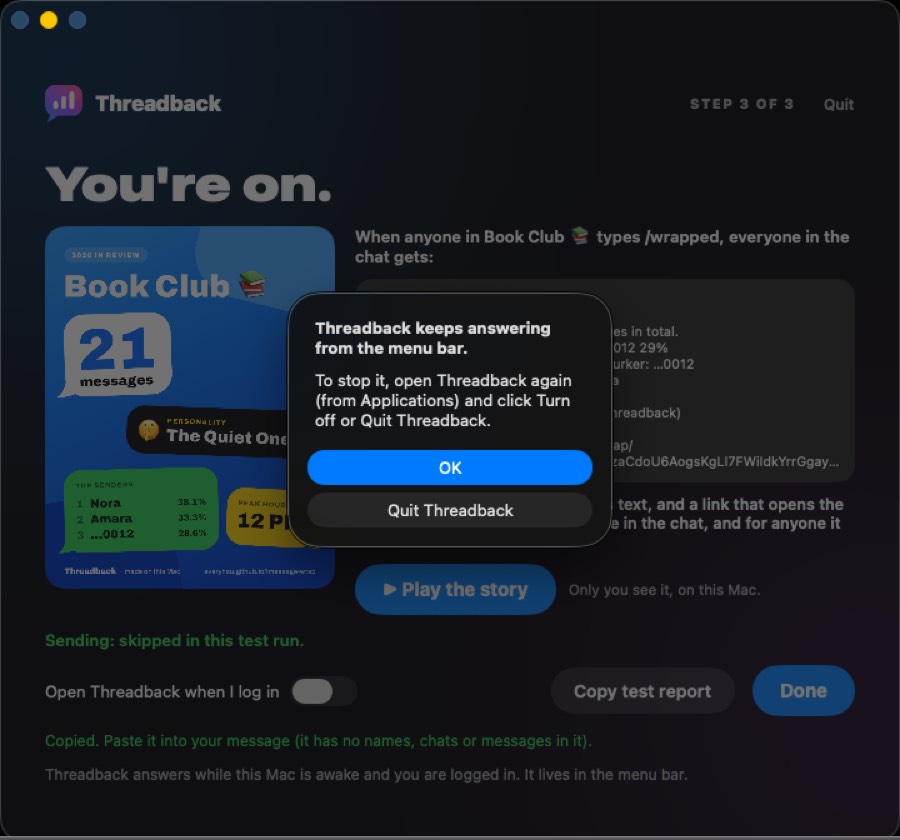 Threadback
STEP 3 OF 3
Quit
You're on.
2026 IN REVIEW
Book Club 📚
21
messages
PERSONALITY
The Quiet One
TOP SENDERS
1 Nora 38.1%
2 Amara 33.3%
3 ...0012 28.6%
PEAK HOUR
12 P
Threadback made on this Mac
When anyone in Book Club 📚 types /wrapped, everyone in the
chat gets:
es in total.
012 29%
urker: ...0012
a
hreadback)
ap/
text, and a link that opens the
e in the chat, and for anyone it
Threadback keeps answering
from the menu bar.
To stop it, open Threadback again
(from Applications) and click Turn
off or Quit Threadback.
OK
Quit Threadback
▶ Play the story
Only you see it, on this Mac.
Sending: skipped in this test run.
Open Threadback when I log in
Copy test report
Done
Copied. Paste it into your message (it has no names, chats or messages in it).
Threadback answers while this Mac is awake and you are logged in. It lives in the menu bar.